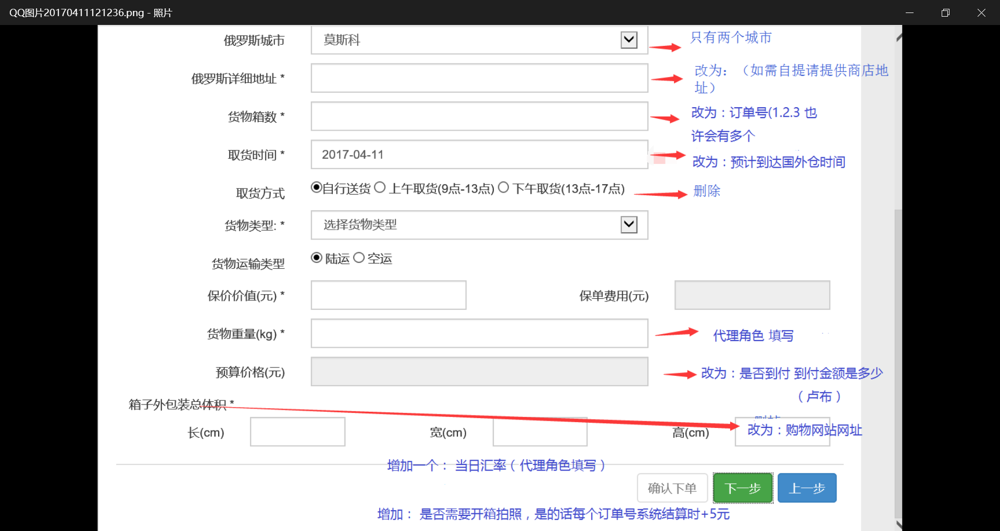 QQ图片20170411121236.png - 照片
俄罗斯城市 莫斯科 只有两个城市
俄罗斯详细地址 * 改为：（如需自提请提供商店地
址）
货物箱数 * 改为：订单号(1.2.3 也
许会有多个
取货时间 * 2017-04-11 改为：预计到达国外仓时间
取货方式 自行送货 上午取货(9点-13点) 下午取货(13点-17点) 删除
货物类型: * 选择货物类型
货物运输类型 陆运 空运
保价价值(元) * 保单费用(元)
货物重量(kg) * 代理角色 填写
预算价格(元) 改为：是否到付 到付金额是多少
（卢布）
箱子外包装总体积 *
长(cm) 宽(cm) 高(cm) 改为：购物网站网址
增加一个： 当日汇率（代理角色填写）
确认下单 下一步 上一步
增加： 是否需要开箱拍照，是的话每个订单号系统结算时+5元